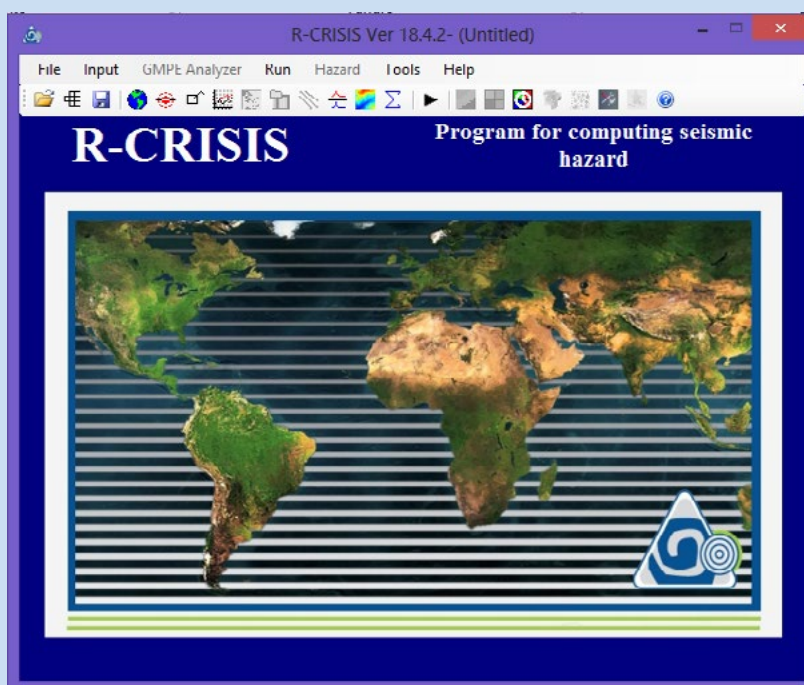 R-CRISIS Ver 18.4.2- (Untitled)
File Input GMPE Analyzer Run Hazard Tools Help
R-CRISIS
Program for computing seismic
hazard